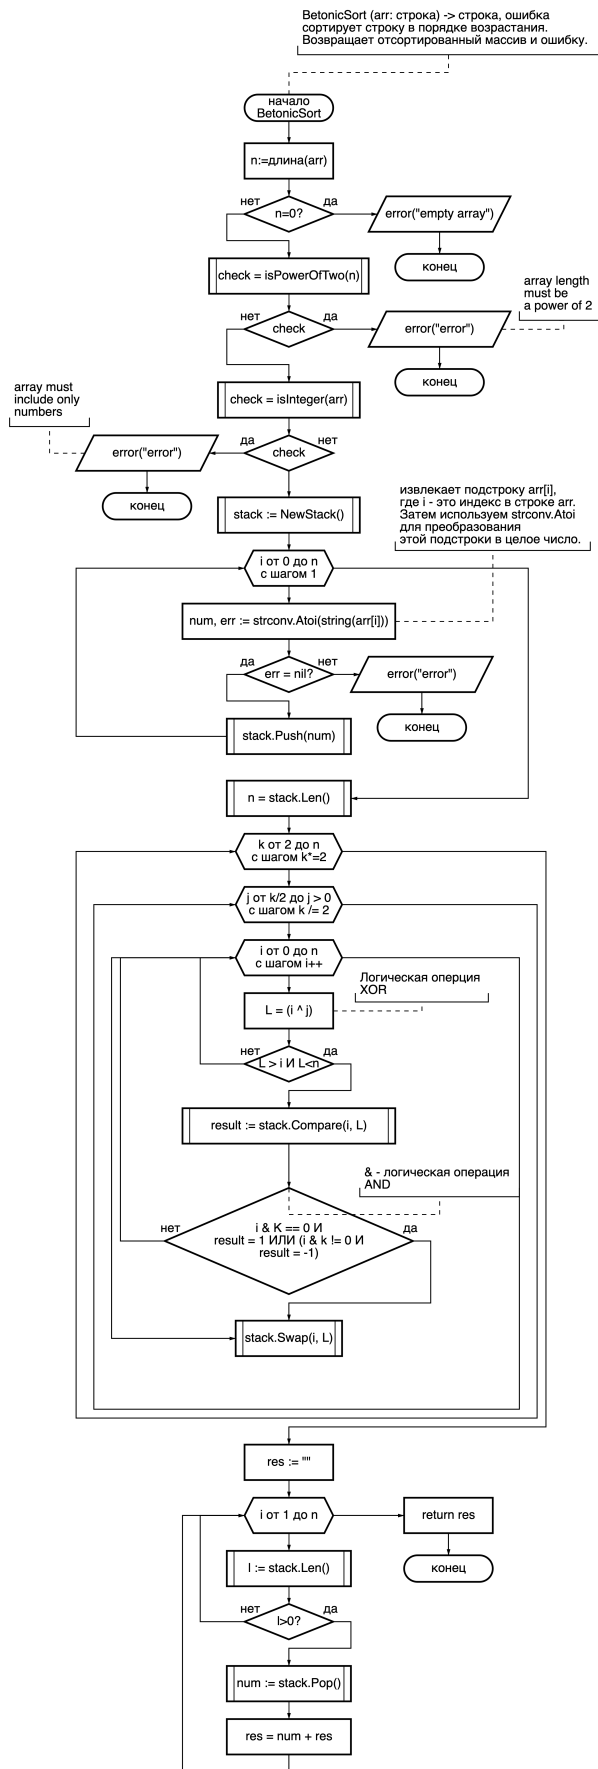 BetonicSort (arr: строка) -> строка, ошибка
сортирует строку в порядке возрастания.
Возвращает отсортированный массив и ошибку.
начало
BetonicSort
n:=длина(arr)
нет
да
n=0?
error("empty array")
конец
check = isPowerOfTwo(n)
array length
must be
a power of 2
нет
да
check
error("error")
конец
check = isInteger(arr)
array must
include only
numbers
да
нет
check
error("error")
конец
stack := NewStack()
извлекает подстроку arr[i],
где i - это индекс в строке arr.
Затем используем strconv.Atoi
для преобразования
этой подстроки в целое число.
i от 0 до n
с шагом 1
num, err := strconv.Atoi(string(arr[i]))
да
нет
err = nil?
error("error")
конец
stack.Push(num)
n = stack.Len()
k от 2 до n
с шагом k*=2
j от k/2 до j > 0
с шагом k /= 2
i от 0 до n
с шагом i++
Логическая оперция
XOR
L = (i ^ j)
нет
да
L > i И L<n
result := stack.Compare(i, L)
& - логическая операция
AND
нет
да
i & K == 0 И
result = 1 ИЛИ (i & k != 0 И
result = -1)
stack.Swap(i, L)
res := ""
i от 1 до n
return res
конец
l := stack.Len()
нет
да
l>0?
num := stack.Pop()
res = num + res